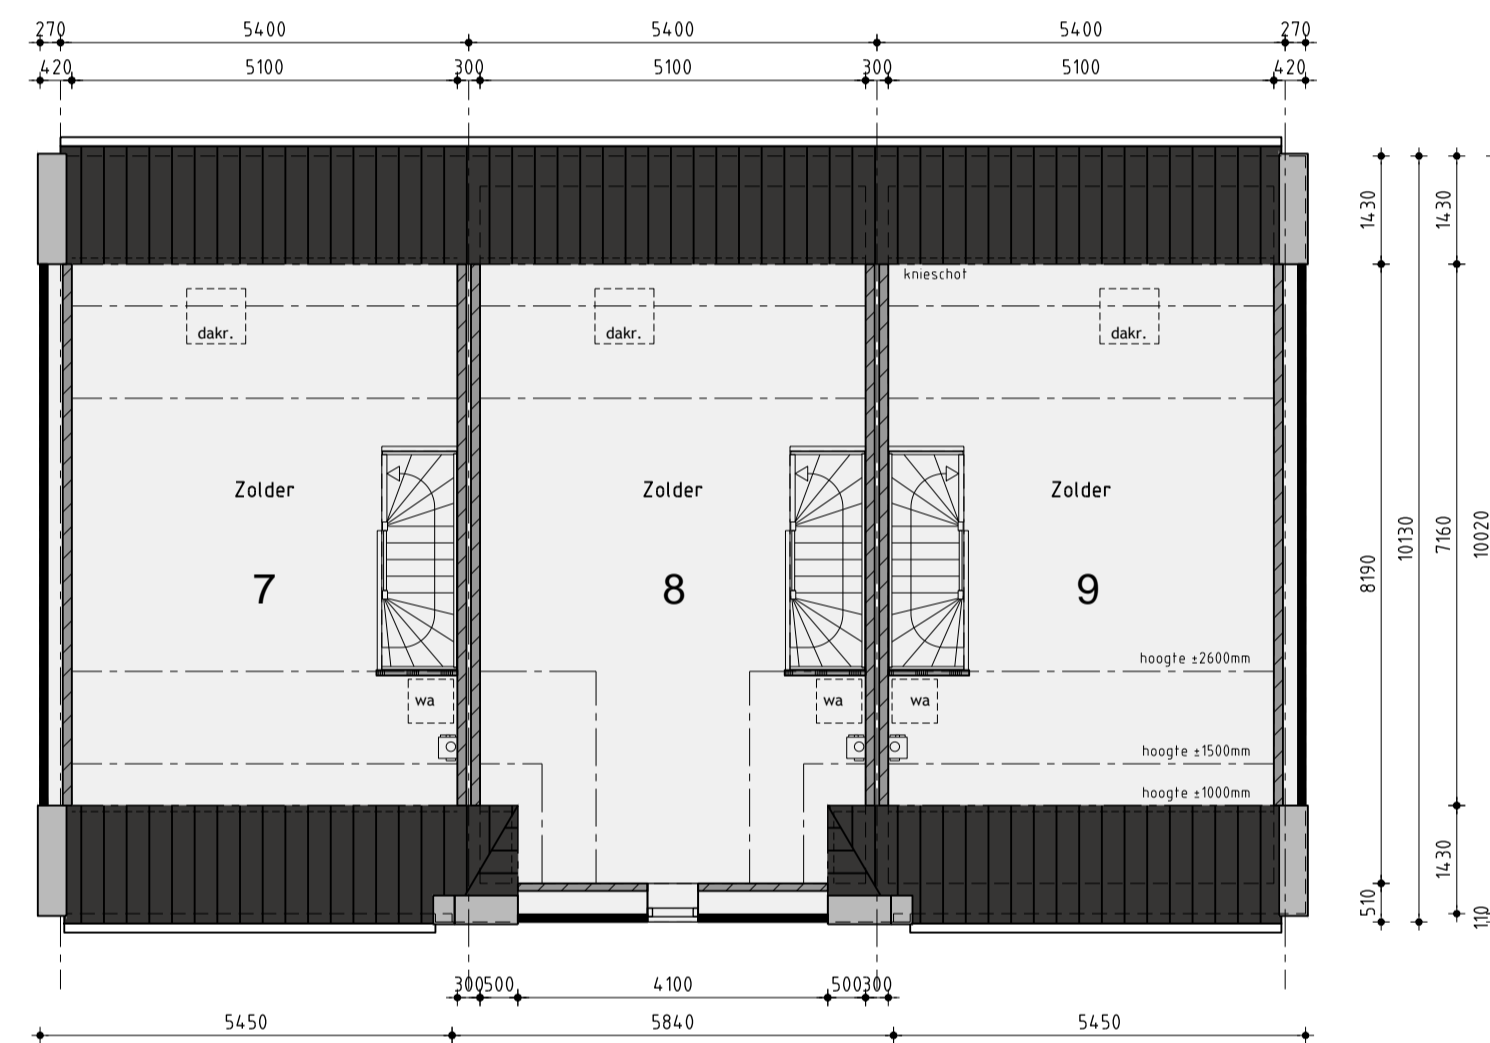 270 5400 5400 5400 270
420 5100 300 5100 300 5100 420
1430 1430
knieschot
dakr. dakr. dakr.
Zolder Zolder Zolder
8190 10130 7160 10020
7 8 9
hoogte ±2600mm
wa wa wa
hoogte ±1500mm
hoogte ±1000mm
510 1430 110
300 500 4100 500 300
5450 5840 5450